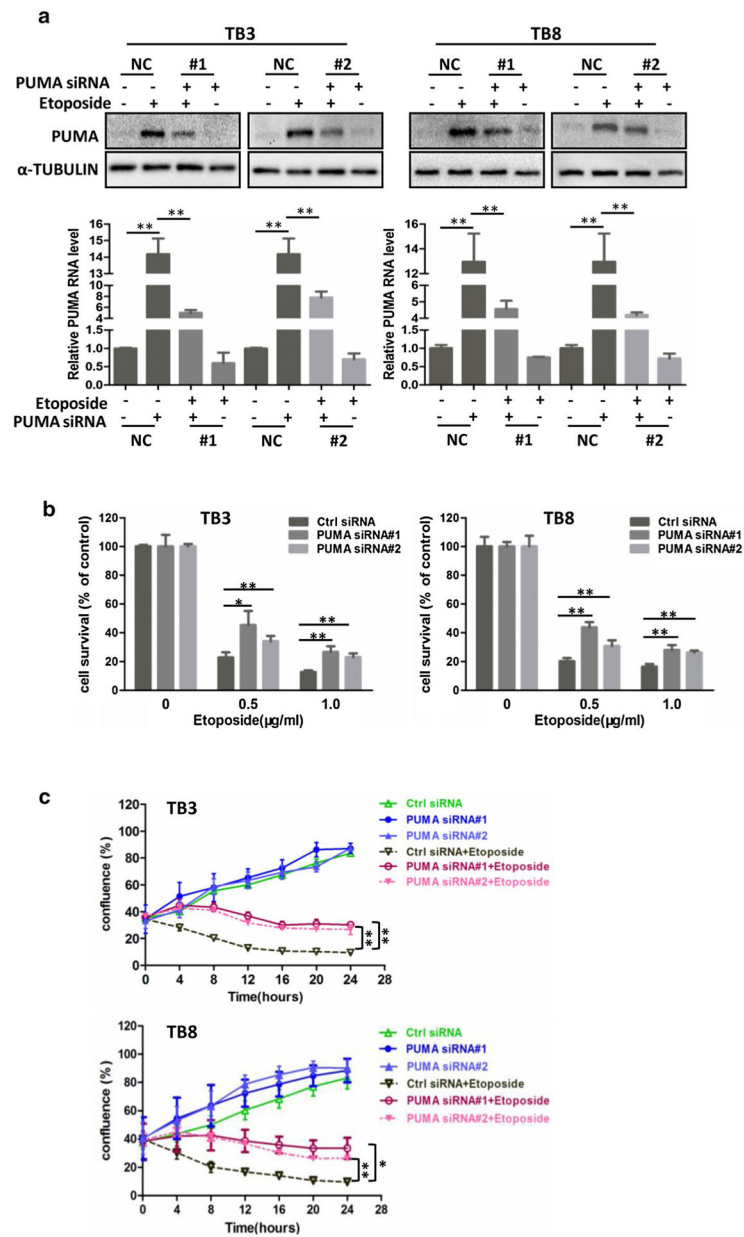 a
TB3 TB8
NC #1 NC #2 NC #1 NC #2
PUMA siRNA - - + + - - + + - - + + - - + +
Etoposide - + + - - + + - - + + - - + + -
PUMA
α-TUBULIN
** ** ** ** ** ** ** **
Relative PUMA RNA level
16
15
14
13
10
8
6
4
1.5
1.0
0.5
0.0
Relative PUMA RNA level
16
14
12
10
8
5
4
1.5
1.0
0.5
0.0
Etoposide - - + + - - + + - - + + - - + +
PUMA siRNA - + + - - + + - - + + - - + + -
NC #1 NC #2 NC #1 NC #2
b
TB3
Ctrl siRNA
PUMA siRNA#1
PUMA siRNA#2
cell survival (% of control)
120
100
80
60
40
20
0
**
*
**
**
0 0.5 1.0
Etoposide(μg/ml)
TB8
Ctrl siRNA
PUMA siRNA#1
PUMA siRNA#2
cell survival (% of control)
120
100
80
60
40
20
0
**
**
**
**
0 0.5 1.0
Etoposide(μg/ml)
c
TB3
confluence (%)
120
100
80
60
40
20
0
0 4 8 12 16 20 24 28
Time(hours)
Ctrl siRNA
PUMA siRNA#1
PUMA siRNA#2
Ctrl siRNA+Etoposide
PUMA siRNA#1+Etoposide
PUMA siRNA#2+Etoposide
**
**
TB8
confluence (%)
120
100
80
60
40
20
0
0 4 8 12 16 20 24 28
Time(hours)
Ctrl siRNA
PUMA siRNA#1
PUMA siRNA#2
Ctrl siRNA+Etoposide
PUMA siRNA#1+Etoposide
PUMA siRNA#2+Etoposide
**
*